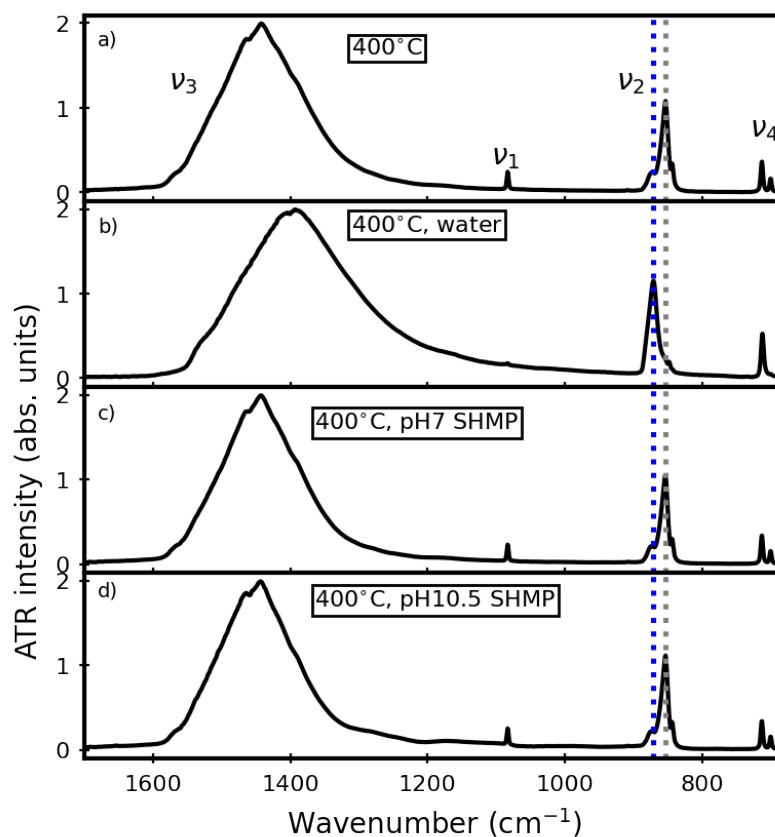 2
a)
400°C
ν₃
ν₂
1
ν₁
ν₄
0
2
b)
400°C, water
1
0
2
c)
400°C, pH7 SHMP
1
0
2
d)
400°C, pH10.5 SHMP
1
0
ATR intensity (abs. units)
1600 1400 1200 1000 800
Wavenumber (cm⁻¹)